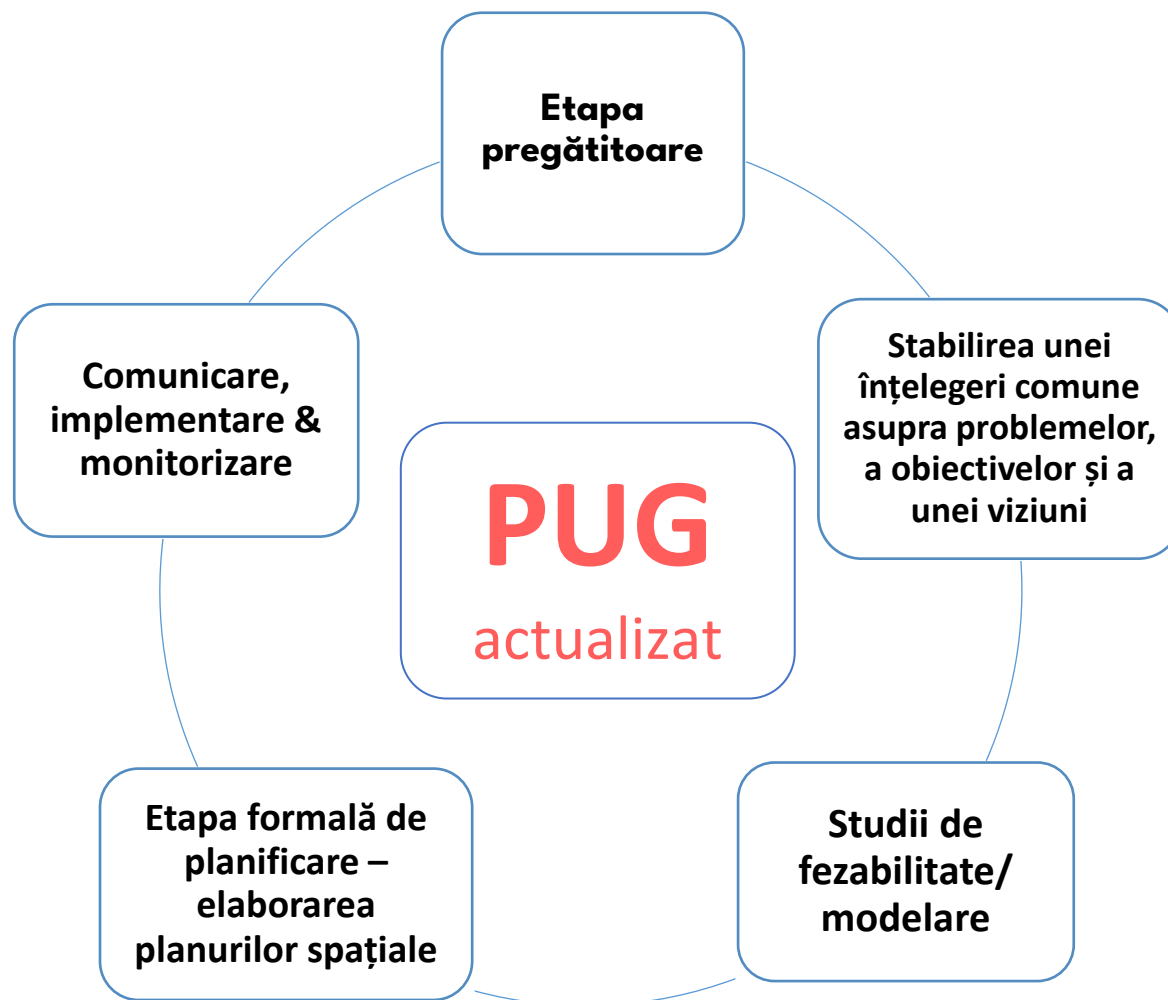 Etapa
pregătitoare
Stabilirea unei
înțelegeri comune
asupra problemelor,
a obiectivelor și a
unei viziuni
Studii de
fezabilitate/
modelare
Etapa formală de
planificare –
elaborarea
planurilor spațiale
Comunicare,
implementare &
monitorizare
PUG
actualizat